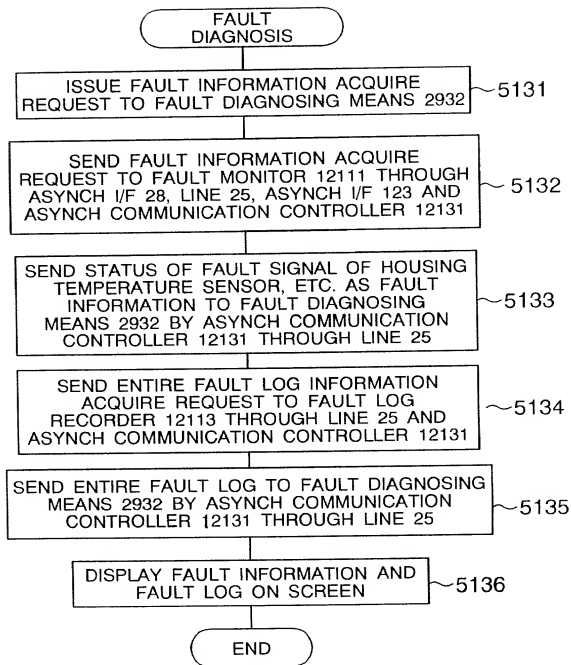 FAULT
DIAGNOSIS
ISSUE FAULT INFORMATION ACQUIRE
REQUEST TO FAULT DIAGNOSING MEANS 2932
5131
SEND FAULT INFORMATION ACQUIRE
REQUEST TO FAULT MONITOR 12111 THROUGH
ASYNCH I/F 28, LINE 25, ASYNCH I/F 123 AND
ASYNCH COMMUNICATION CONTROLLER 12131
5132
SEND STATUS OF FAULT SIGNAL OF HOUSING
TEMPERATURE SENSOR, ETC. AS FAULT
INFORMATION TO FAULT DIAGNOSING
MEANS 2932 BY ASYNCH COMMUNICATION
CONTROLLER 12131 THROUGH LINE 25
5133
SEND ENTIRE FAULT LOG INFORMATION
ACQUIRE REQUEST TO FAULT LOG
RECORDER 12113 THROUGH LINE 25 AND
ASYNCH COMMUNICATION CONTROLLER 12131
5134
SEND ENTIRE FAULT LOG TO FAULT DIAGNOSING
MEANS 2932 BY ASYNCH COMMUNICATION
CONTROLLER 12131 THROUGH LINE 25
5135
DISPLAY FAULT INFORMATION AND
FAULT LOG ON SCREEN
5136
END